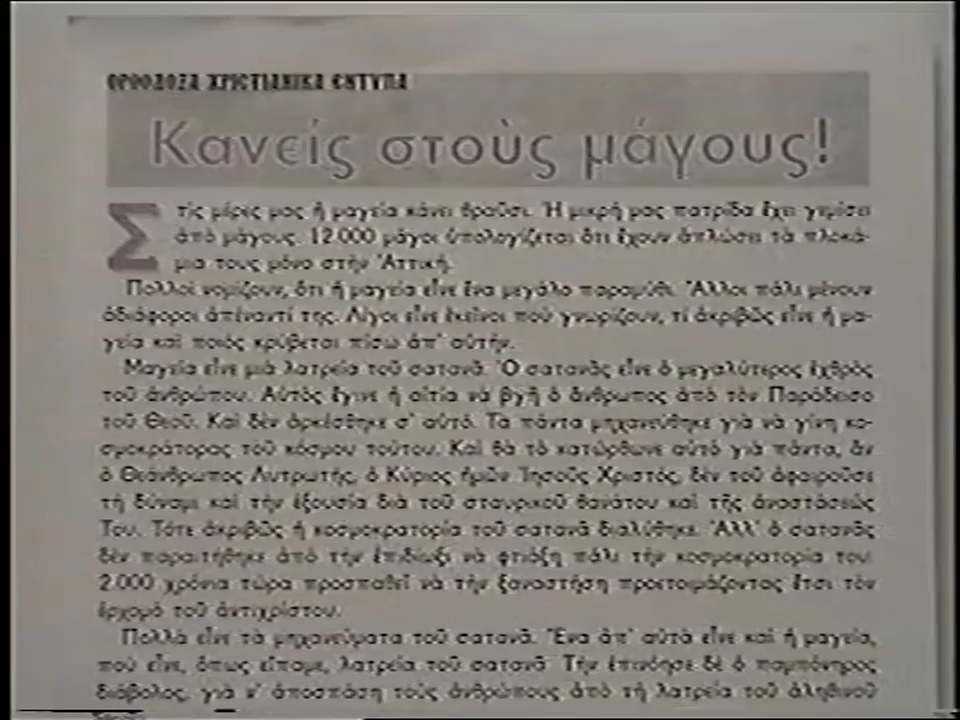 ΟΡΘΟΔΟΞΑ ΧΡΙΣΤΙΑΝΙΚΑ ΕΝΤΥΠΑ
Κανείς στοὺς μάγους!
Στὶς μέρες μας ἡ μαγεία κάνει θραῦσι. Ἡ μικρή μας πατρίδα ἔχει γεμίσει
ἀπὸ μάγους. 12.000 μάγοι ὑπολογίζεται ὅτι ἔχουν ἁπλώσει τὰ πλοκά-
μια τους μόνο στὴν Ἀττική.
Πολλοὶ νομίζουν, ὅτι ἡ μαγεία εἶνε ἕνα μεγάλο παραμύθι. Ἄλλοι πάλι μένουν
ἀδιάφοροι ἀπέναντί της. Λίγοι εἶνε ἐκεῖνοι ποὺ γνωρίζουν, τί ἀκριβῶς εἶνε ἡ μα-
γεία καὶ ποιός κρύβεται πίσω ἀπ' αὐτήν.
Μαγεία εἶνε μιὰ λατρεία τοῦ σατανᾶ. Ὁ σατανᾶς εἶνε ὁ μεγαλύτερος ἐχθρὸς
τοῦ ἀνθρώπου. Αὐτὸς ἔγινε ἡ αἰτία νὰ βγῇ ὁ ἄνθρωπος ἀπὸ τὸν Παράδεισο
τοῦ Θεοῦ. Καὶ δὲν ἀρκέσθηκε σ' αὐτό. Τὰ πάντα μηχανεύθηκε γιὰ νὰ γίνῃ κο-
σμοκράτορας τοῦ κόσμου τούτου. Καὶ θὰ τὸ κατώρθωνε αὐτὸ γιὰ πάντα, ἂν
ὁ Θεάνθρωπος Λυτρωτής, ὁ Κύριος ἡμῶν Ἰησοῦς Χριστός, δὲν τοῦ ἀφαιροῦσε
τὴ δύναμι καὶ τὴν ἐξουσία διὰ τοῦ σταυρικοῦ θανάτου καὶ τῆς ἀναστάσεώς
Του. Τότε ἀκριβῶς ἡ κοσμοκρατορία τοῦ σατανᾶ διαλύθηκε. Ἀλλ' ὁ σατανᾶς
δὲν παραιτήθηκε ἀπὸ τὴν ἐπιδίωξι νὰ φτιάξῃ πάλι τὴν κοσμοκρατορία του.
2.000 χρόνια τώρα προσπαθεῖ νὰ τὴν ξαναστήσῃ προετοιμάζοντας ἔτσι τὸν
ἐρχομὸ τοῦ ἀντιχρίστου.
Πολλὰ εἶνε τὰ μηχανεύματα τοῦ σατανᾶ. Ἕνα ἀπ' αὐτὰ εἶνε καὶ ἡ μαγεία,
ποὺ εἶνε, ὅπως εἴπαμε, λατρεία τοῦ σατανᾶ. Τὴν ἐπινόησε δὲ ὁ παμπόνηρος
διάβολος, γιὰ ν' ἀποσπάσῃ τοὺς ἀνθρώπους ἀπὸ τὴ λατρεία τοῦ ἀληθινοῦ